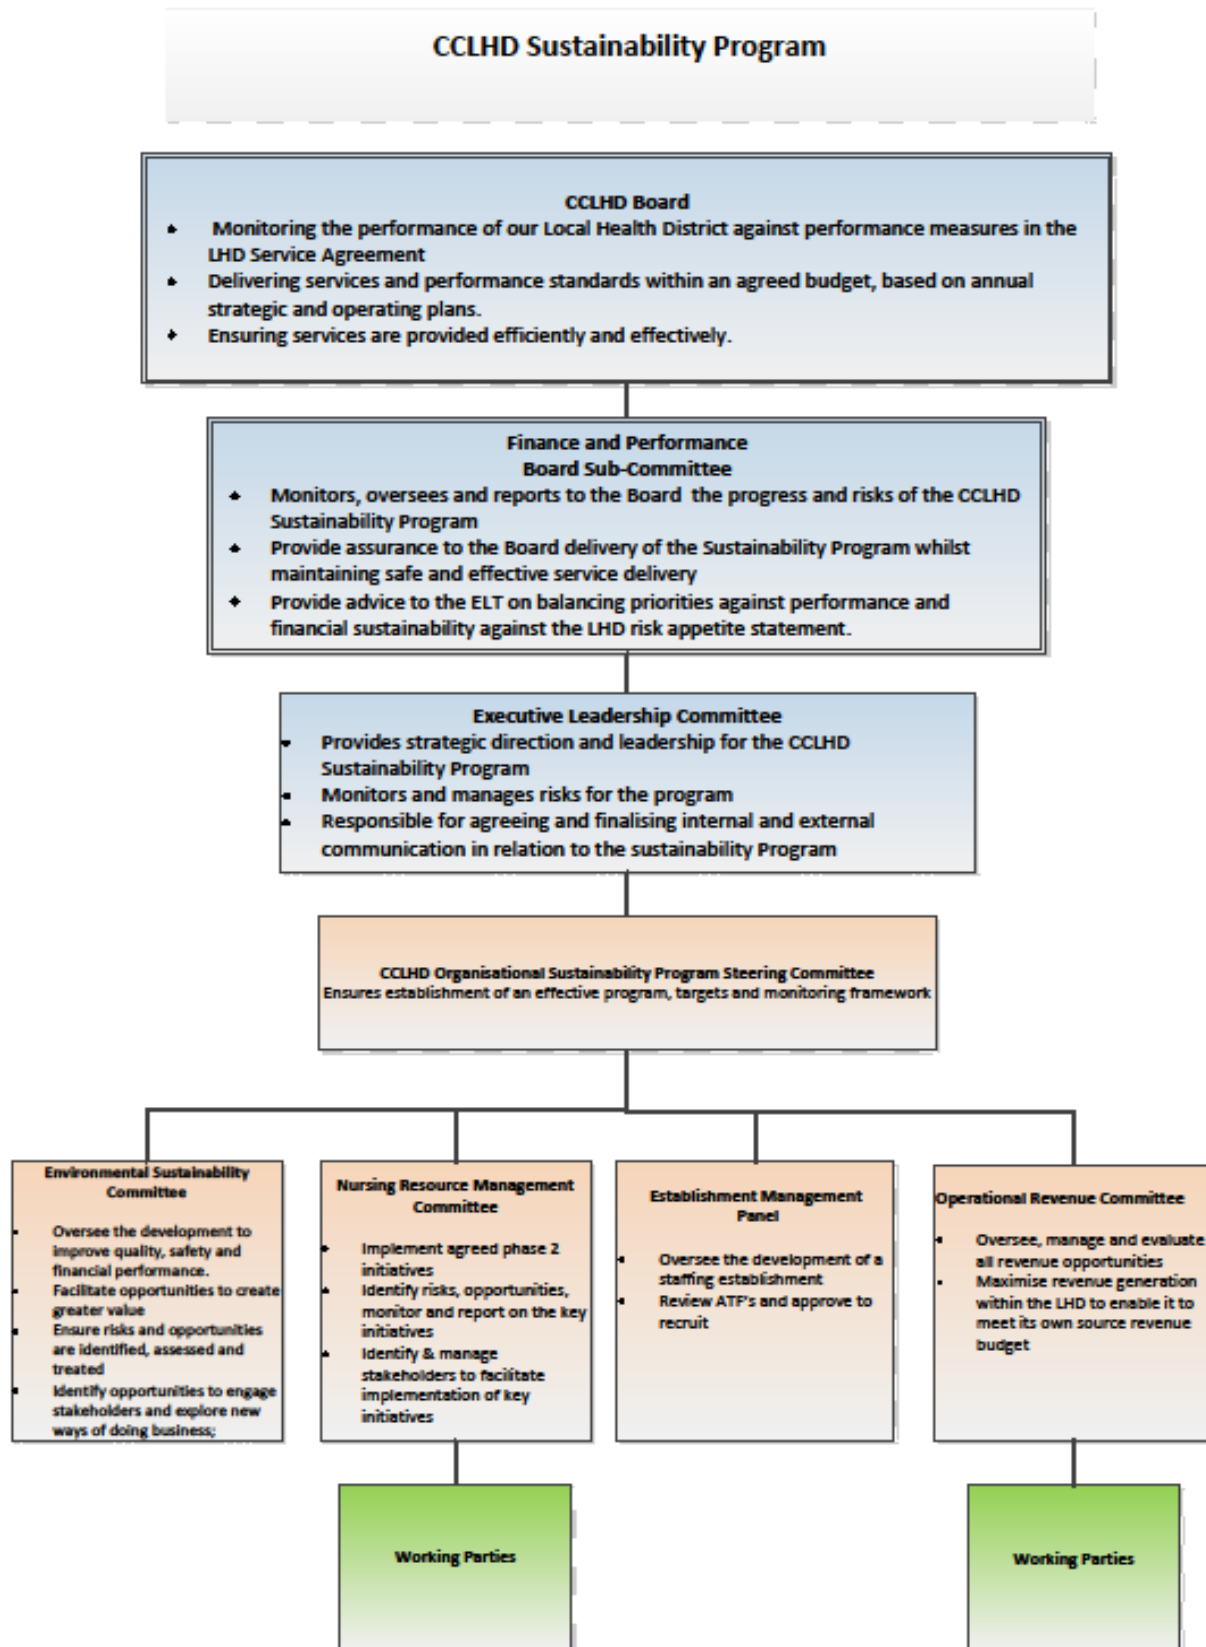 CCLHD Sustainability Program
CCLHD Board
Monitoring the performance of our Local Health District against performance measures in the
LHD Service Agreement
Delivering services and performance standards within an agreed budget, based on annual
strategic and operating plans.
Ensuring services are provided efficiently and effectively.
Finance and Performance
Board Sub-Committee
Monitors, oversees and reports to the Board the progress and risks of the CCLHD
Sustainability Program
Provide assurance to the Board delivery of the Sustainability Program whilst
maintaining safe and effective service delivery
Provide advice to the ELT on balancing priorities against performance and
financial sustainability against the LHD risk appetite statement.
Executive Leadership Committee
Provides strategic direction and leadership for the CCLHD
Sustainability Program
Monitors and manages risks for the program
Responsible for agreeing and finalising internal and external
communication in relation to the sustainability Program
CCLHD Organisational Sustainability Program Steering Committee
Ensures establishment of an effective program, targets and monitoring framework
Environmental Sustainability
Committee
Oversee the development to
improve quality, safety and
financial performance.
Facilitate opportunities to create
greater value
Ensure risks and opportunities
are identified, assessed and
treated
Identify opportunities to engage
stakeholders and explore new
ways of doing business;
Nursing Resource Management
Committee
Implement agreed phase 2
initiatives
Identify risks, opportunities,
monitor and report on the key
initiatives
Identify & manage
stakeholders to facilitate
implementation of key
initiatives
Establishment Management
Panel
Oversee the development of a
staffing establishment
Review ATF's and approve to
recruit
Operational Revenue Committee
Oversee, manage and evaluate
all revenue opportunities
Maximise revenue generation
within the LHD to enable it to
meet its own source revenue
budget
Working Parties
Working Parties